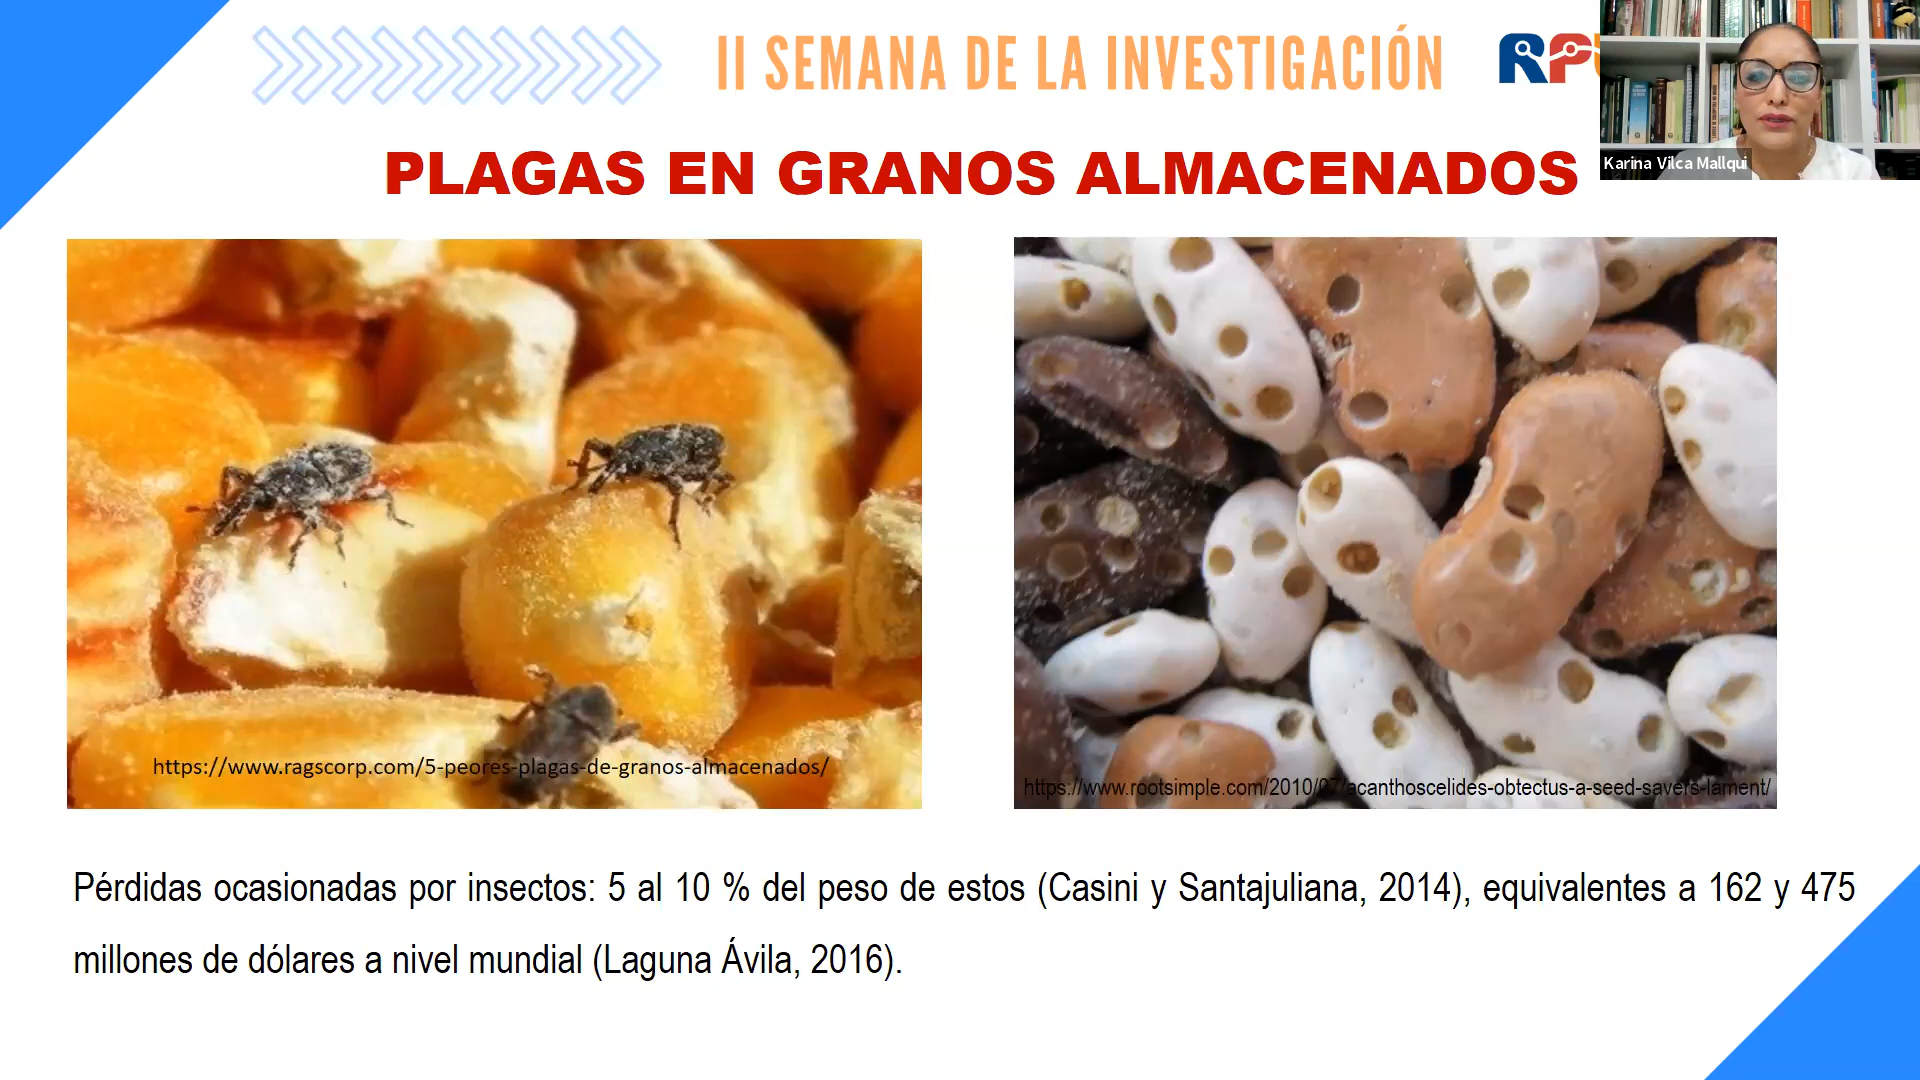 II SEMANA DE LA INVESTIGACIÓN
Karina Vilca Mallqui
PLAGAS EN GRANOS ALMACENADOS
https://www.ragscorp.com/5-peores-plagas-de-granos-almacenados/
https://www.rootsimple.com/2010/07/acanthoscelides-obtectus-a-seed-savers-lament/
Pérdidas ocasionadas por insectos: 5 al 10 % del peso de estos (Casini y Santajuliana, 2014), equivalentes a 162 y 475
millones de dólares a nivel mundial (Laguna Ávila, 2016).